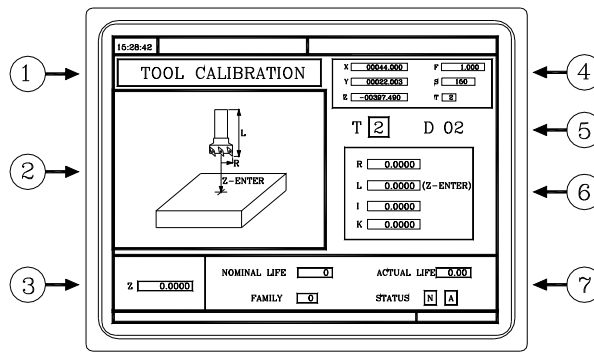 15:28:42
TOOL CALIBRATION
X 00044.000 F 1.000
Y 00022.003 S 150
Z -00397.490 T 2
L
R
Z-ENTER
T 2 D 02
R 0.0000
L 0.0000 (Z-ENTER)
I 0.0000
K 0.0000
Z 0.0000
NOMINAL LIFE 0 ACTUAL LIFE 0.00
FAMILY 0 STATUS N A
1
2
3
4
5
6
7